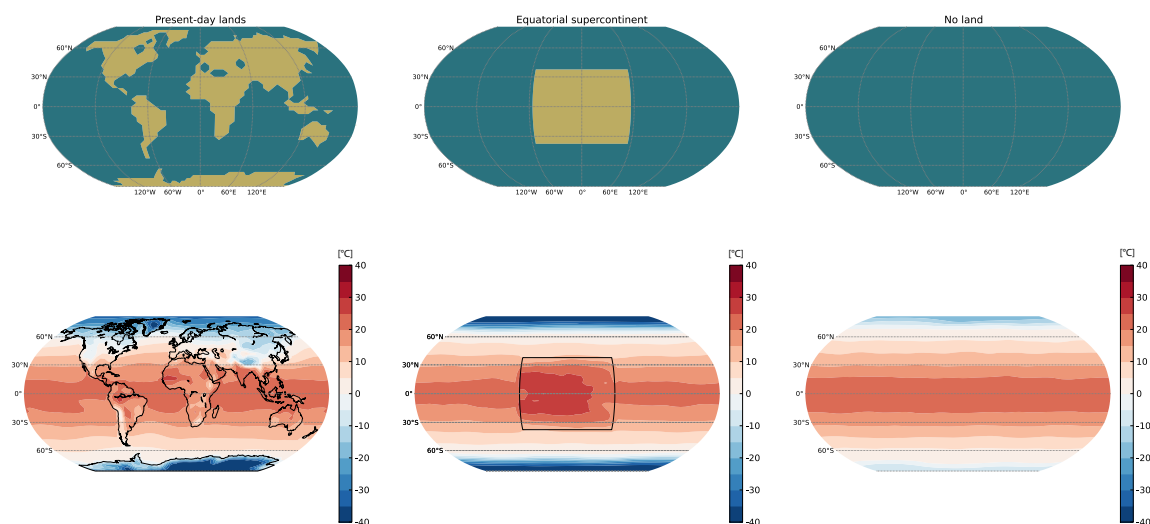 Present-day lands
60°N
30°N
0°
30°S
60°S
120°W 60°W 0° 60°E 120°E
Equatorial supercontinent
60°N
30°N
0°
30°S
60°S
120°W 60°W 0° 60°E 120°E
No land
60°N
30°N
0°
30°S
60°S
120°W 60°W 0° 60°E 120°E
60°N
30°N
0°
30°S
60°S
[°C]
40
30
20
10
0
-10
-20
-30
-40
60°N
30°N
0°
30°S
60°S
[°C]
40
30
20
10
0
-10
-20
-30
-40
60°N
30°N
0°
30°S
60°S
[°C]
40
30
20
10
0
-10
-20
-30
-40